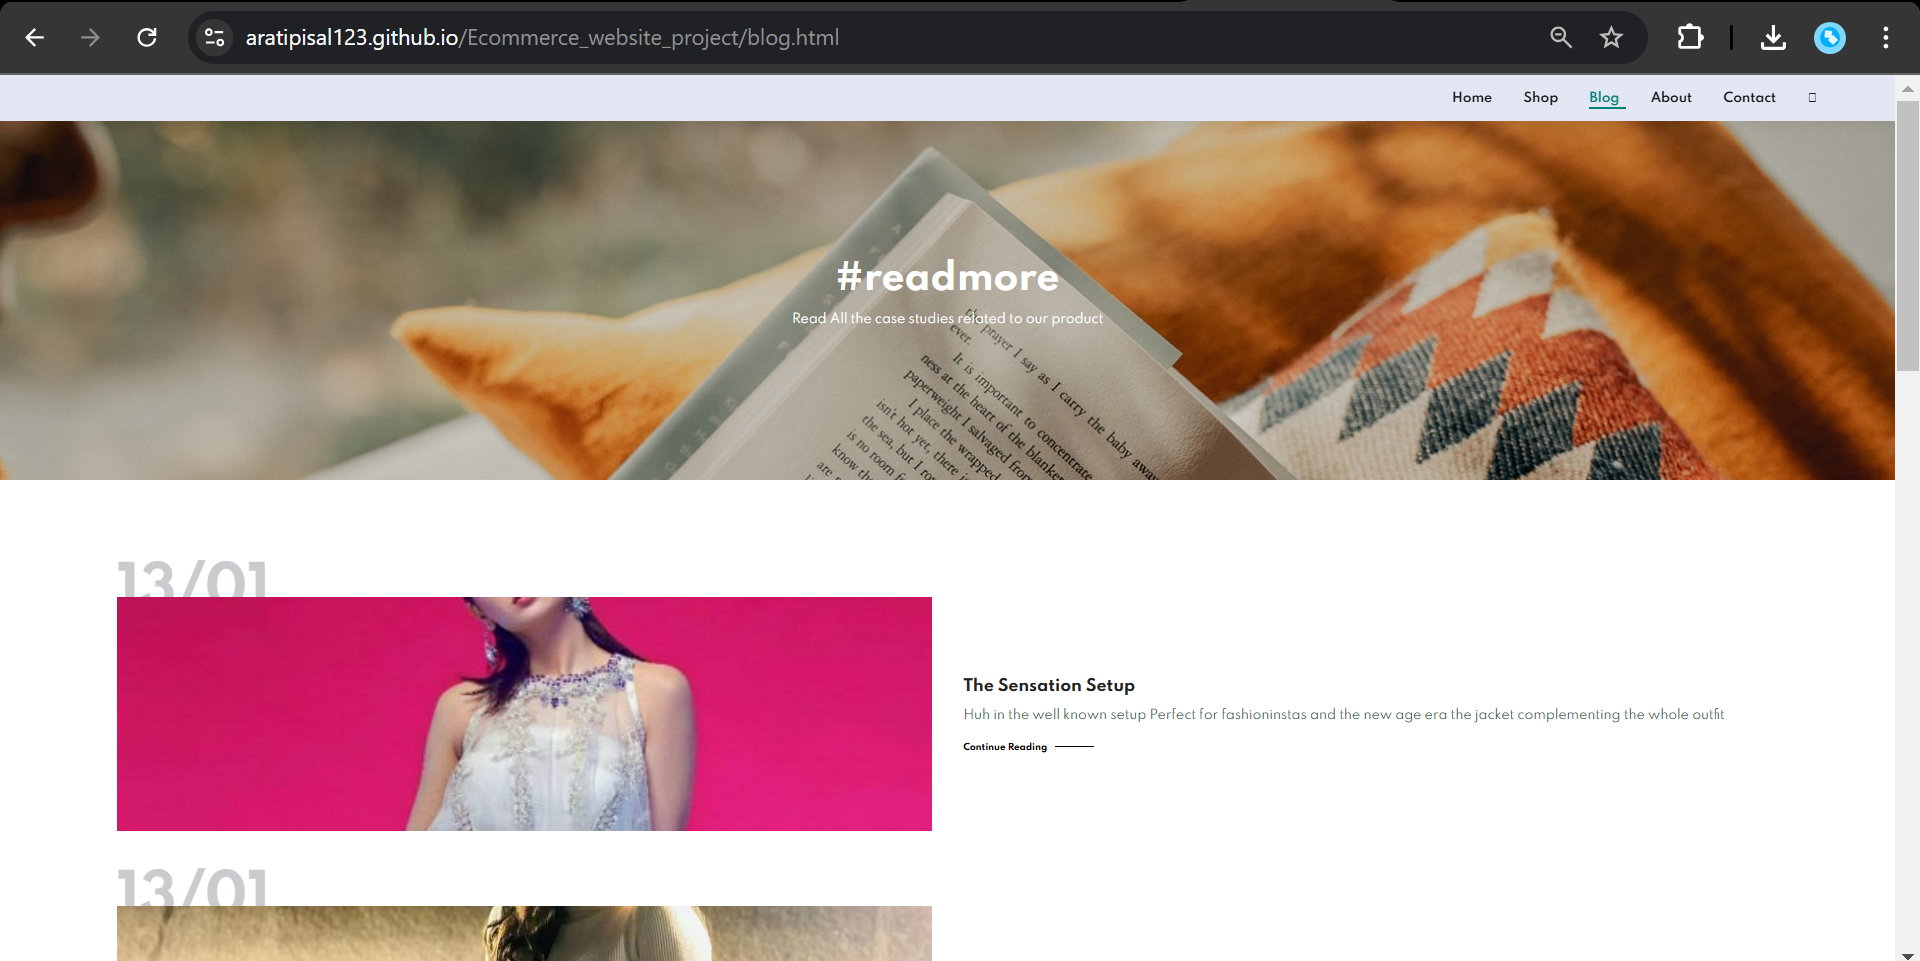 aratipisal123.github.io/Ecommerce_website_project/blog.html
Home Shop Blog About Contact
#readmore
Read All the case studies related to our product
prayer I say as I carry the baby away
ever.
It is important to concentrate
ness at the heart of the blanket
paperweight I salvaged from
I place the wrapped
isn't hot yet, there is
the sea, but I
is no room
know the
are
13/01
The Sensation Setup
Huh in the well known setup Perfect for fashioninstas and the new age era the jacket complementing the whole outfit
Continue Reading
13/01